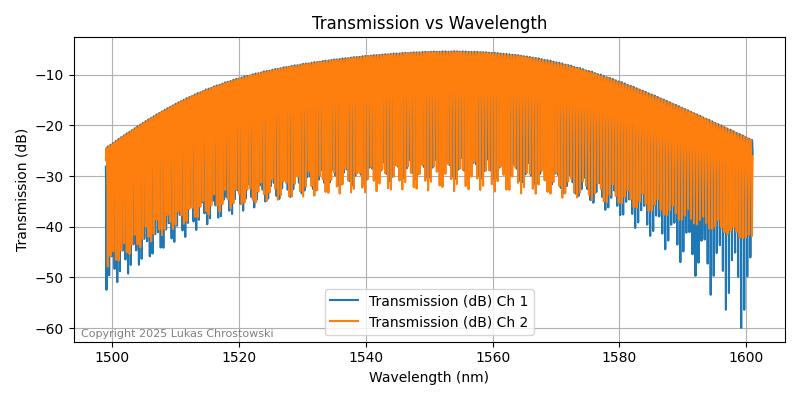 Transmission vs Wavelength
Transmission (dB)
−10
−20
−30
−40
−50
−60
Transmission (dB) Ch 1
Transmission (dB) Ch 2
Copyright 2025 Lukas Chrostowski
1500
1520
1540
1560
1580
1600
Wavelength (nm)